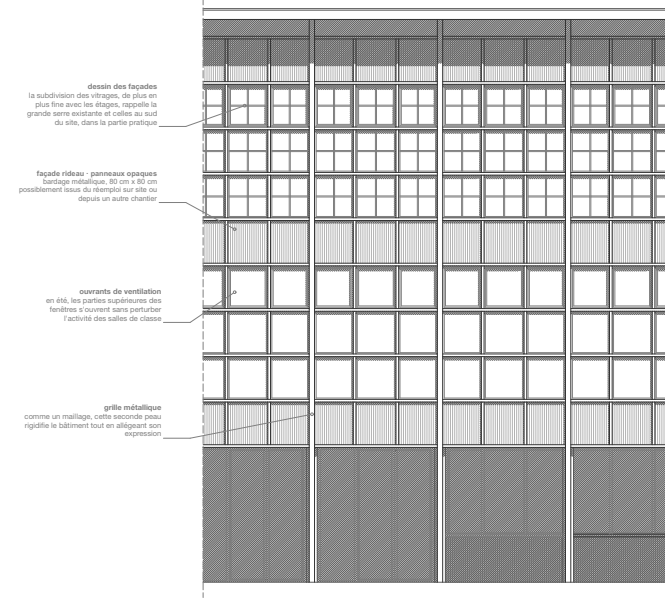 dessin des façades
la subdivision des vitrages, de plus en
plus fine avec les étages, rappelle la
grande serre existante et celles au sud
du site, dans la partie pratique
façade rideau - panneaux opaques
bardage métallique, 80 cm x 80 cm
possiblement issus du réemploi sur site ou
depuis un autre chantier
ouvrants de ventilation
en été, les parties supérieures des
fenêtres s'ouvrent sans perturber
l'activité des salles de classe
grille métallique
comme un maillage, cette seconde peau
rigidifie le bâtiment tout en allégeant son
expression